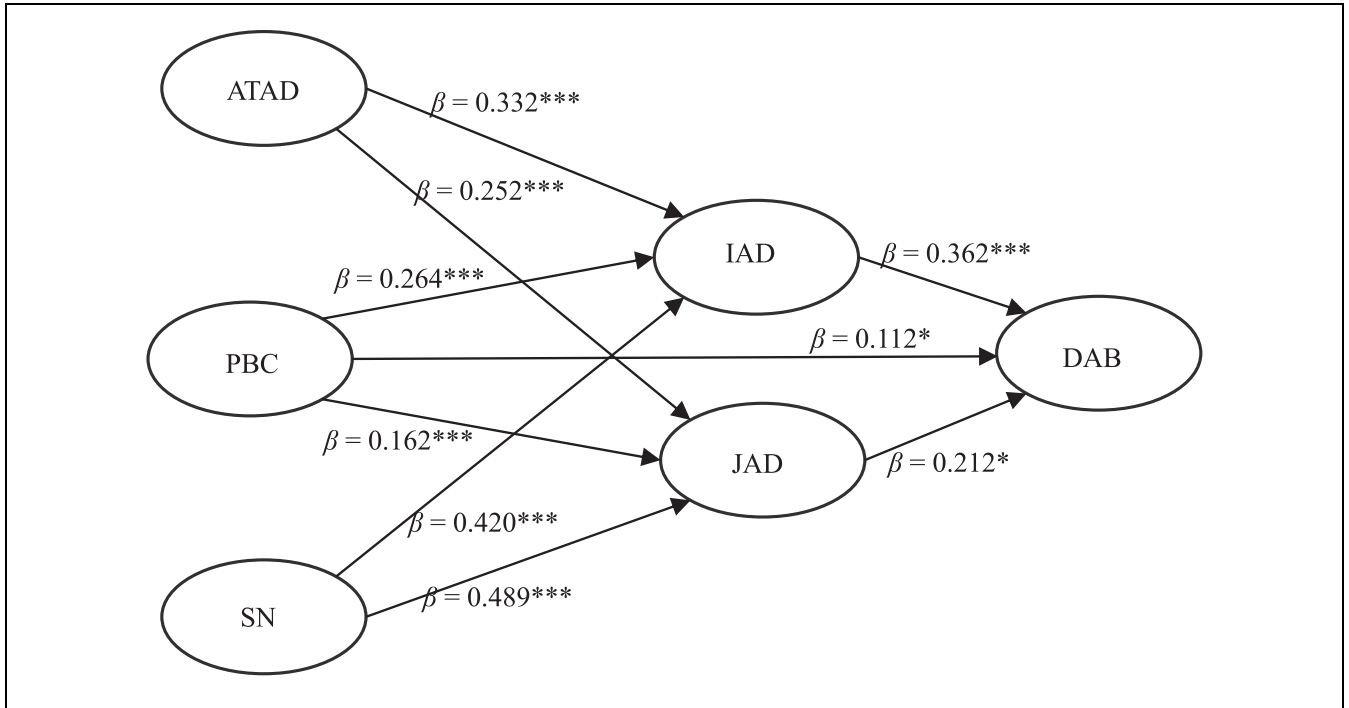 ATAD
β = 0.332***
β = 0.252***
IAD
β = 0.362***
β = 0.264***
β = 0.112*
PBC
DAB
β = 0.162***
JAD
β = 0.212*
β = 0.420***
β = 0.489***
SN